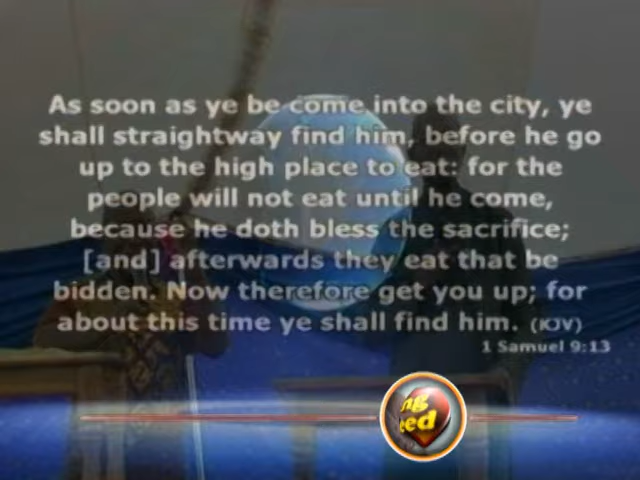 As soon as ye be come into the city, ye
shall straightway find him, before he go
up to the high place to eat: for the
people will not eat until he come,
because he doth bless the sacrifice;
[and] afterwards they eat that be
bidden. Now therefore get you up; for
about this time ye shall find him. (KJV)
1 Samuel 9:13
ng
eed